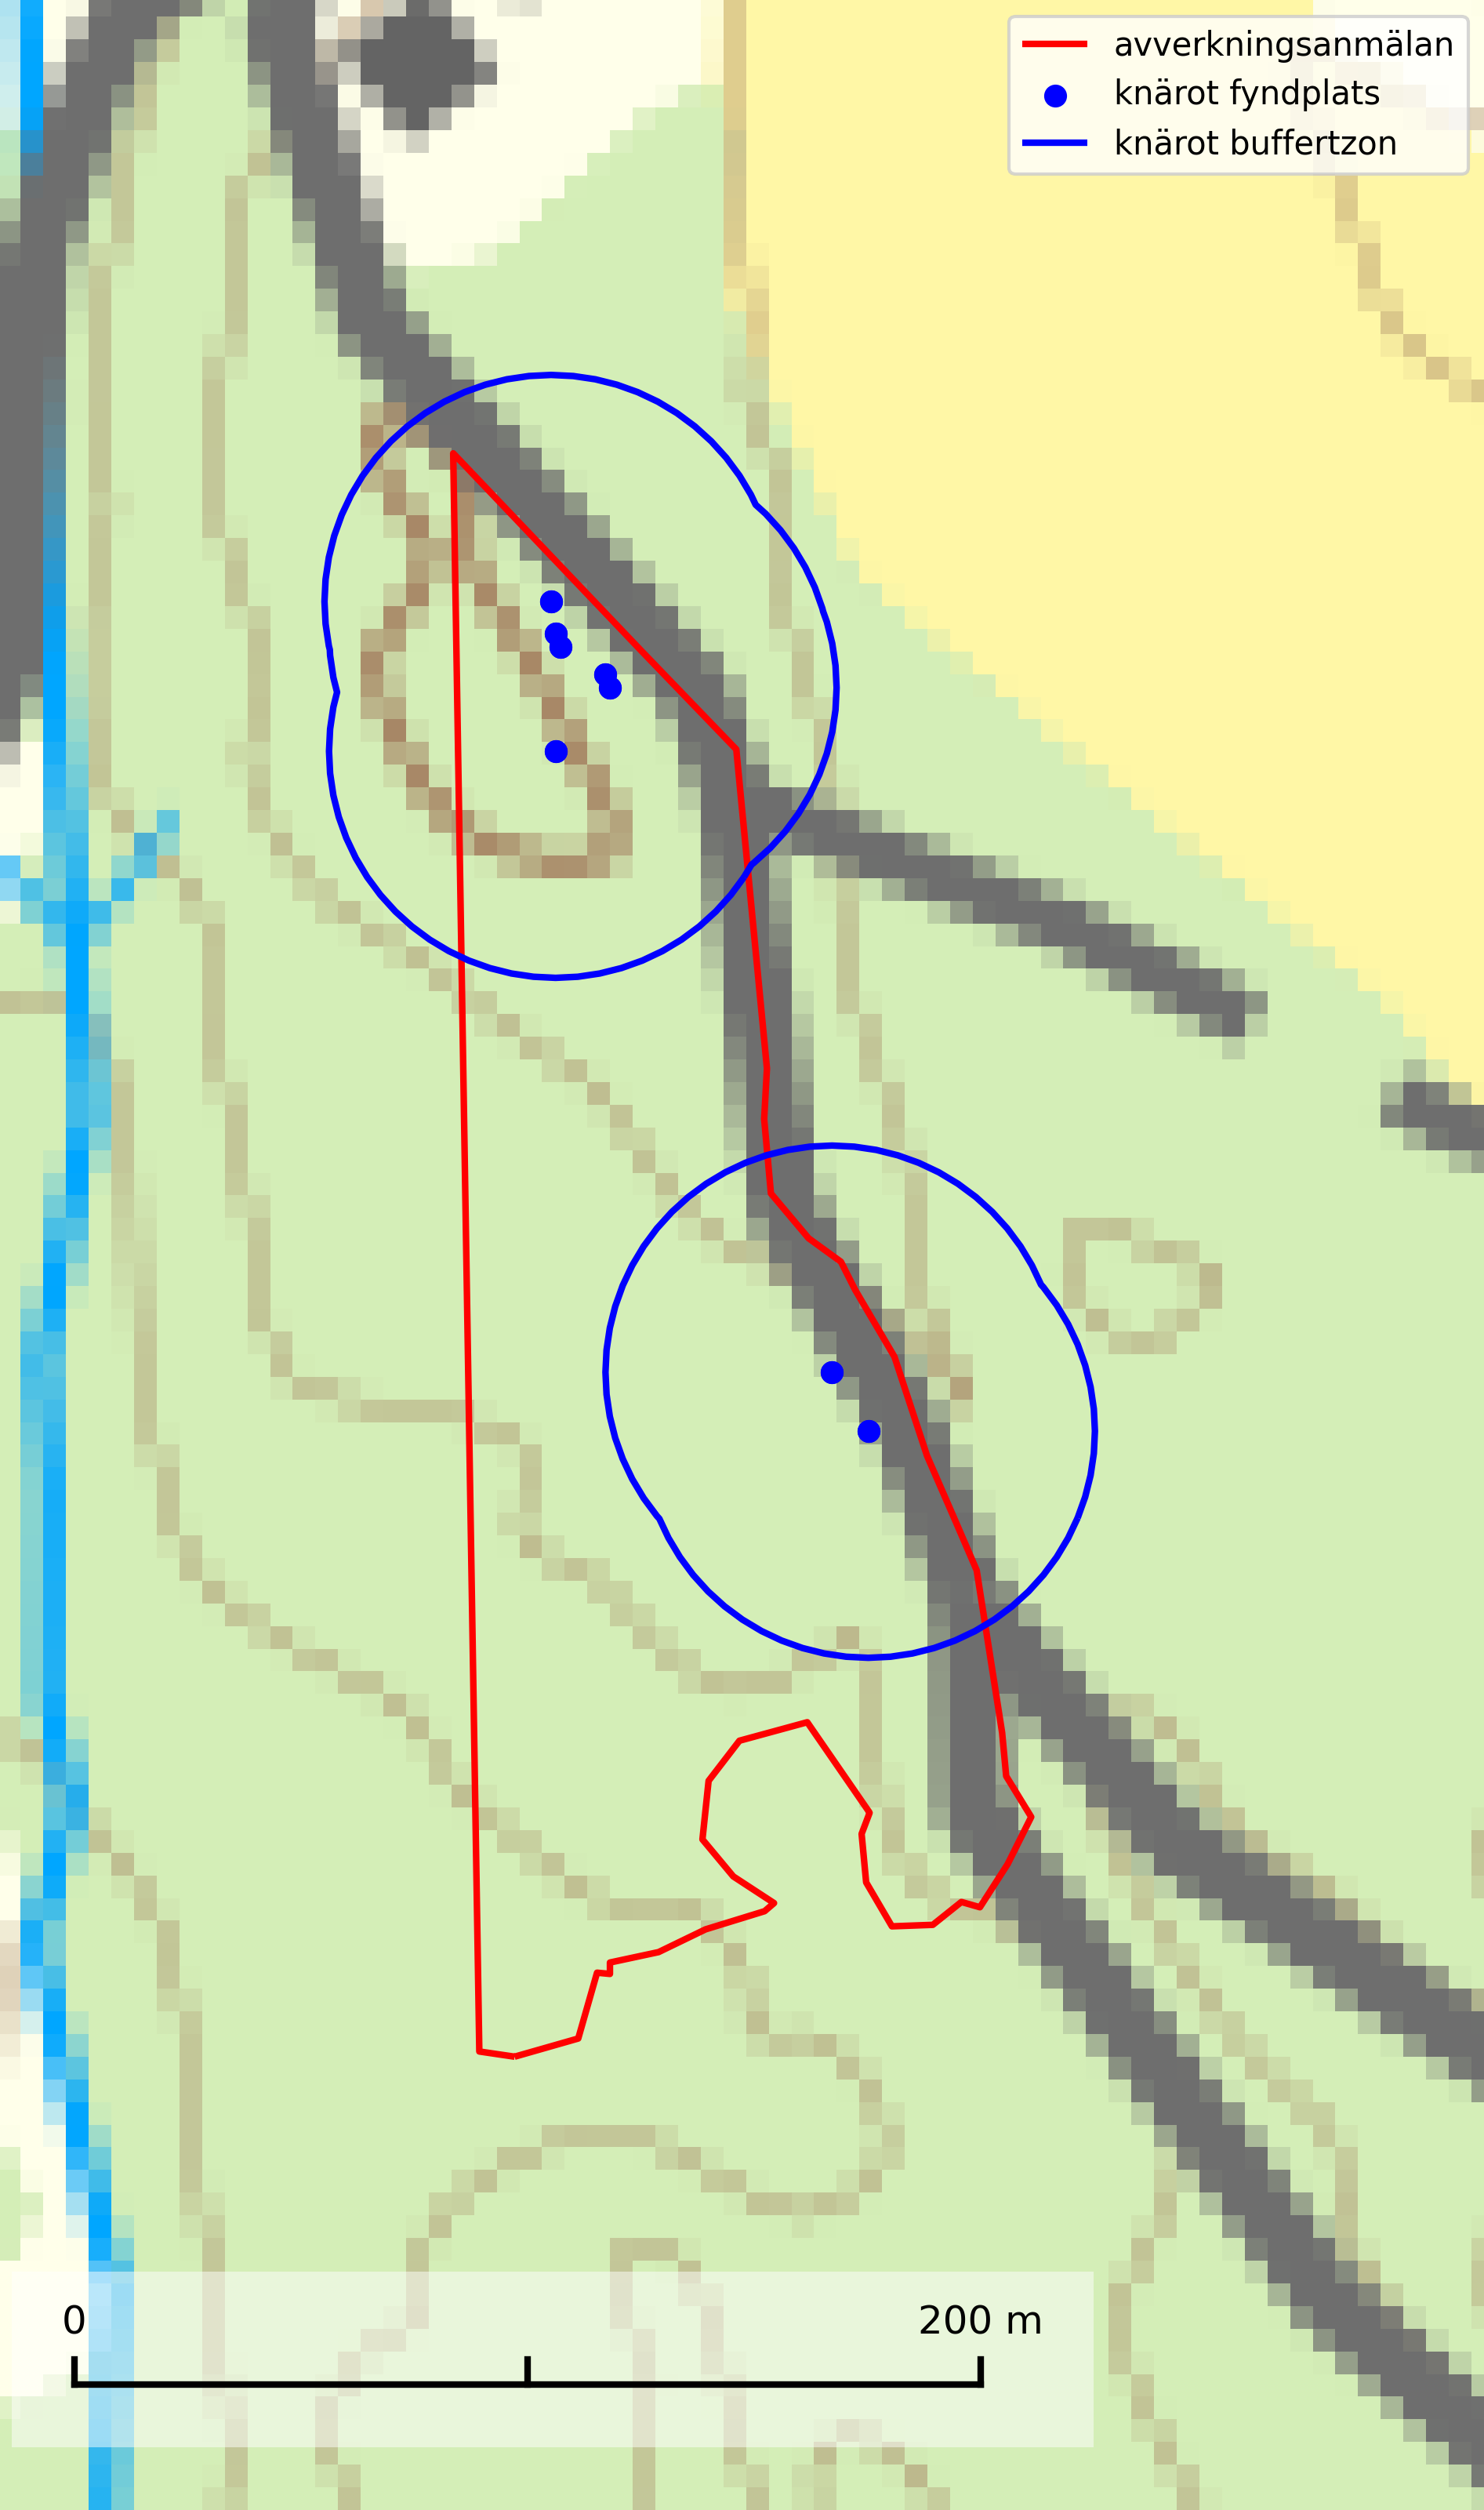 avverkningsanmälan
knärot fyndplats
knärot buffertzon
0 200 m